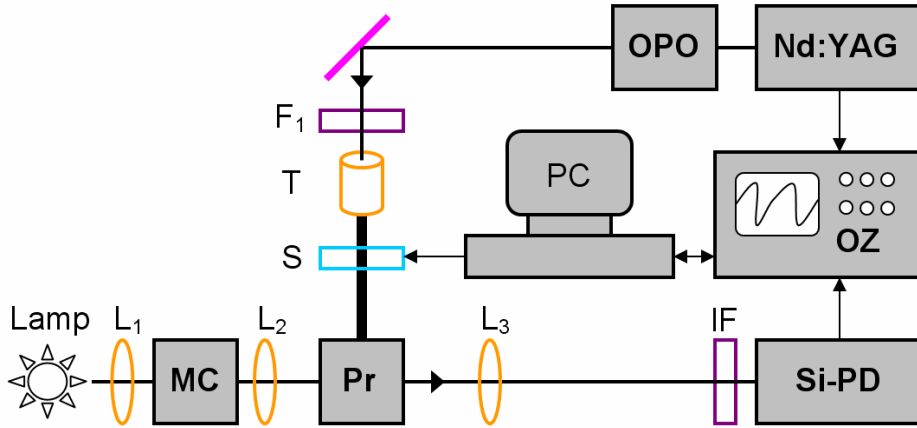 OPO
Nd:YAG
F₁
T
PC
S
OZ
Lamp
L₁
L₂
L₃
IF
MC
Pr
Si-PD